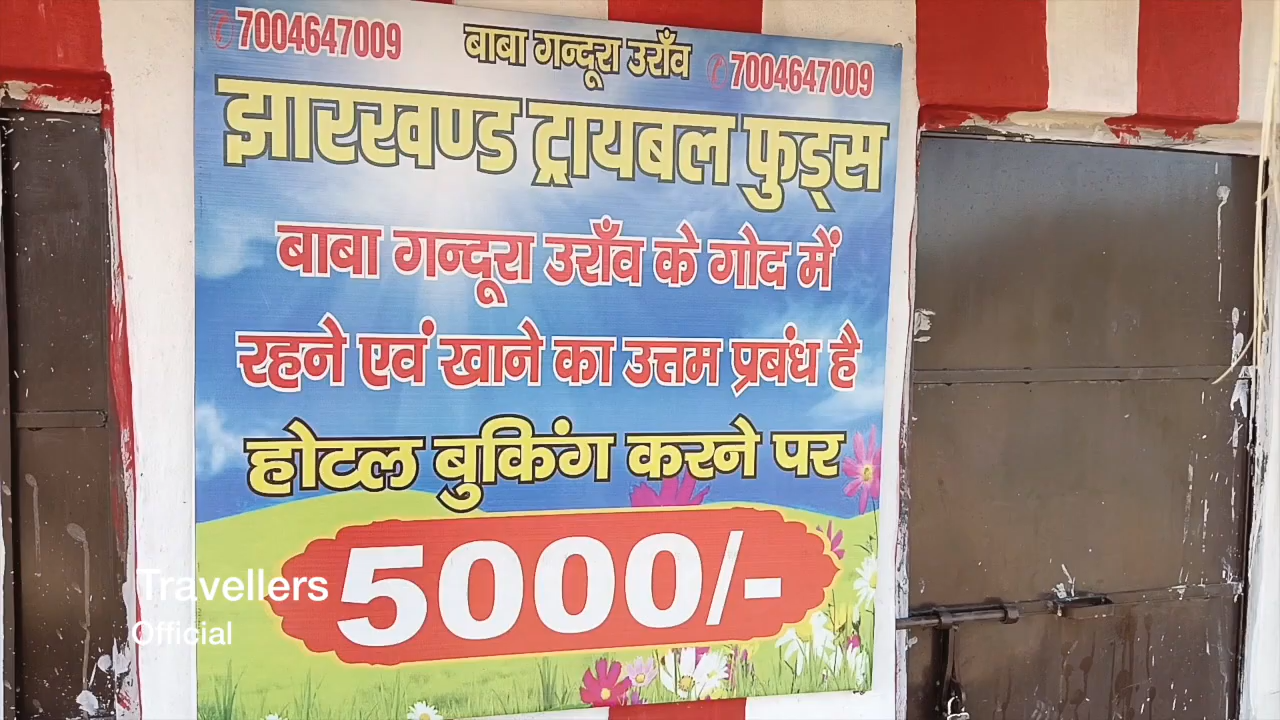 7004647009 बाबा गन्दूरा उराँव 7004647009
झारखण्ड ट्रायबल फुड्स
बाबा गन्दूरा उराँव के गोद में
रहने एवं खाने का उत्तम प्रबंध है
होटल बुकिंग करने पर
5000/-
Travellers
Official